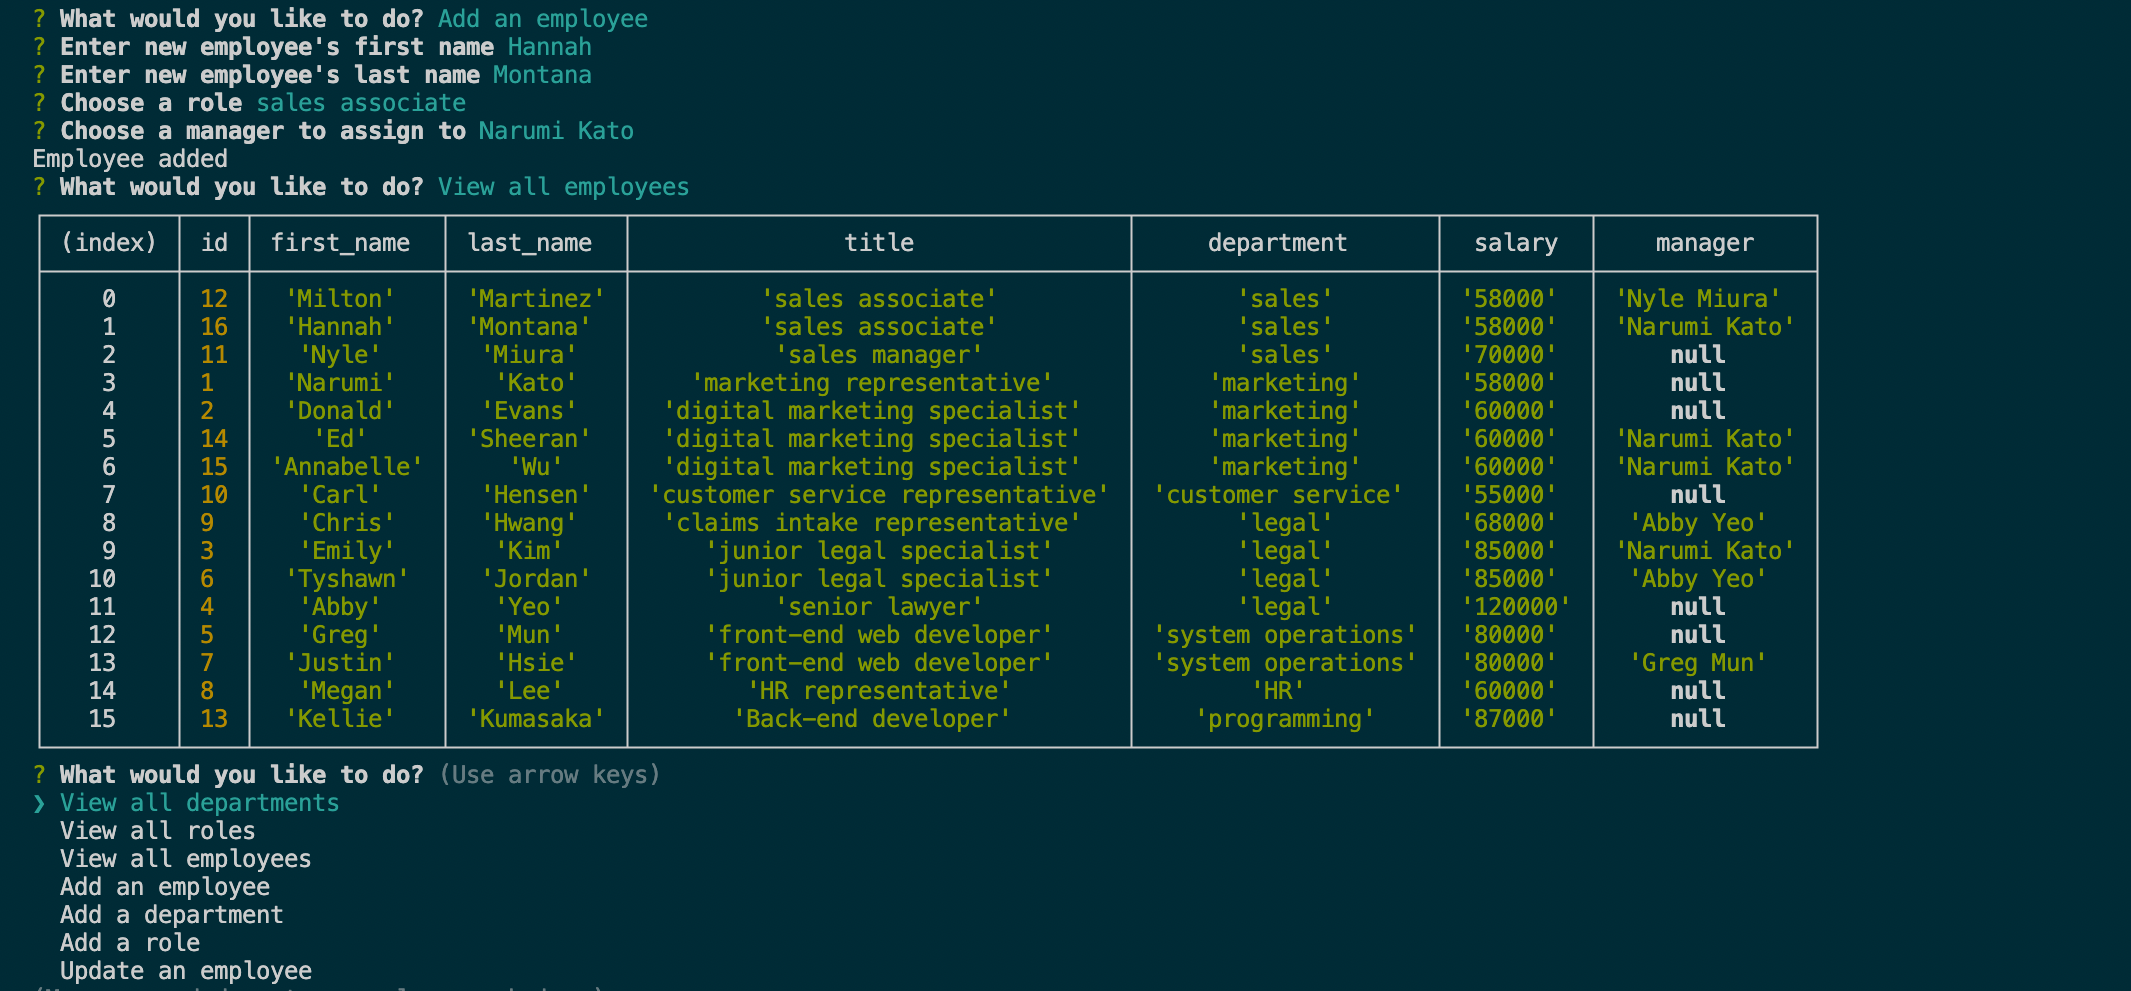 ? What would you like to do? Add an employee
? Enter new employee's first name Hannah
? Enter new employee's last name Montana
? Choose a role sales associate
? Choose a manager to assign to Narumi Kato
Employee added
? What would you like to do? View all employees
(index) id first_name last_name title department salary manager
0 12 'Milton' 'Martinez' 'sales associate' 'sales' '58000' 'Nyle Miura'
1 16 'Hannah' 'Montana' 'sales associate' 'sales' '58000' 'Narumi Kato'
2 11 'Nyle' 'Miura' 'sales manager' 'sales' '70000' null
3 1 'Narumi' 'Kato' 'marketing representative' 'marketing' '58000' null
4 2 'Donald' 'Evans' 'digital marketing specialist' 'marketing' '60000' null
5 14 'Ed' 'Sheeran' 'digital marketing specialist' 'marketing' '60000' 'Narumi Kato'
6 15 'Annabelle' 'Wu' 'digital marketing specialist' 'marketing' '60000' 'Narumi Kato'
7 10 'Carl' 'Hensen' 'customer service representative' 'customer service' '55000' null
8 9 'Chris' 'Hwang' 'claims intake representative' 'legal' '68000' 'Abby Yeo'
9 3 'Emily' 'Kim' 'junior legal specialist' 'legal' '85000' 'Narumi Kato'
10 6 'Tyshawn' 'Jordan' 'junior legal specialist' 'legal' '85000' 'Abby Yeo'
11 4 'Abby' 'Yeo' 'senior lawyer' 'legal' '120000' null
12 5 'Greg' 'Mun' 'front-end web developer' 'system operations' '80000' null
13 7 'Justin' 'Hsie' 'front-end web developer' 'system operations' '80000' 'Greg Mun'
14 8 'Megan' 'Lee' 'HR representative' 'HR' '60000' null
15 13 'Kellie' 'Kumasaka' 'Back-end developer' 'programming' '87000' null
? What would you like to do? (Use arrow keys)
❯ View all departments
View all roles
View all employees
Add an employee
Add a department
Add a role
Update an employee